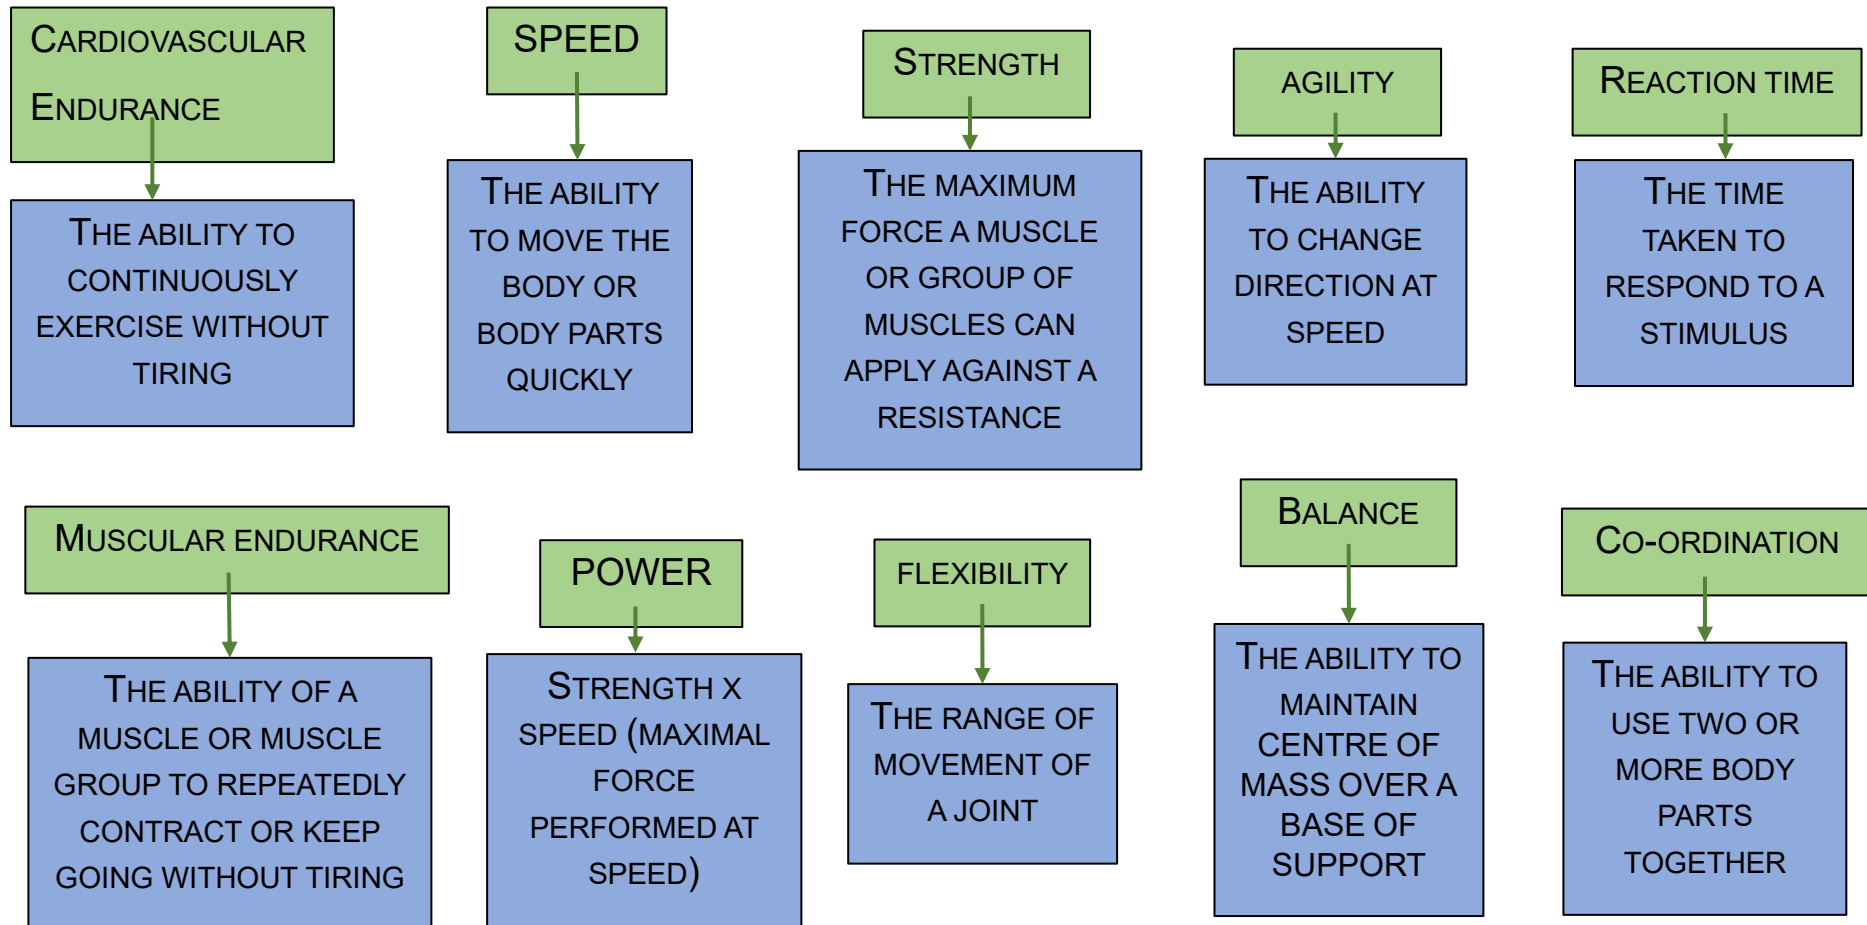 CARDIOVASCULAR
ENDURANCE
THE ABILITY TO
CONTINUOUSLY
EXERCISE WITHOUT
TIRING
SPEED
THE ABILITY
TO MOVE THE
BODY OR
BODY PARTS
QUICKLY
STRENGTH
THE MAXIMUM
FORCE A MUSCLE
OR GROUP OF
MUSCLES CAN
APPLY AGAINST A
RESISTANCE
AGILITY
THE ABILITY
TO CHANGE
DIRECTION AT
SPEED
REACTION TIME
THE TIME
TAKEN TO
RESPOND TO A
STIMULUS
MUSCULAR ENDURANCE
THE ABILITY OF A
MUSCLE OR MUSCLE
GROUP TO REPEATEDLY
CONTRACT OR KEEP
GOING WITHOUT TIRING
POWER
STRENGTH X
SPEED (MAXIMAL
FORCE
PERFORMED AT
SPEED)
FLEXIBILITY
THE RANGE OF
MOVEMENT OF
A JOINT
BALANCE
THE ABILITY TO
MAINTAIN
CENTRE OF
MASS OVER A
BASE OF
SUPPORT
CO-ORDINATION
THE ABILITY TO
USE TWO OR
MORE BODY
PARTS
TOGETHER